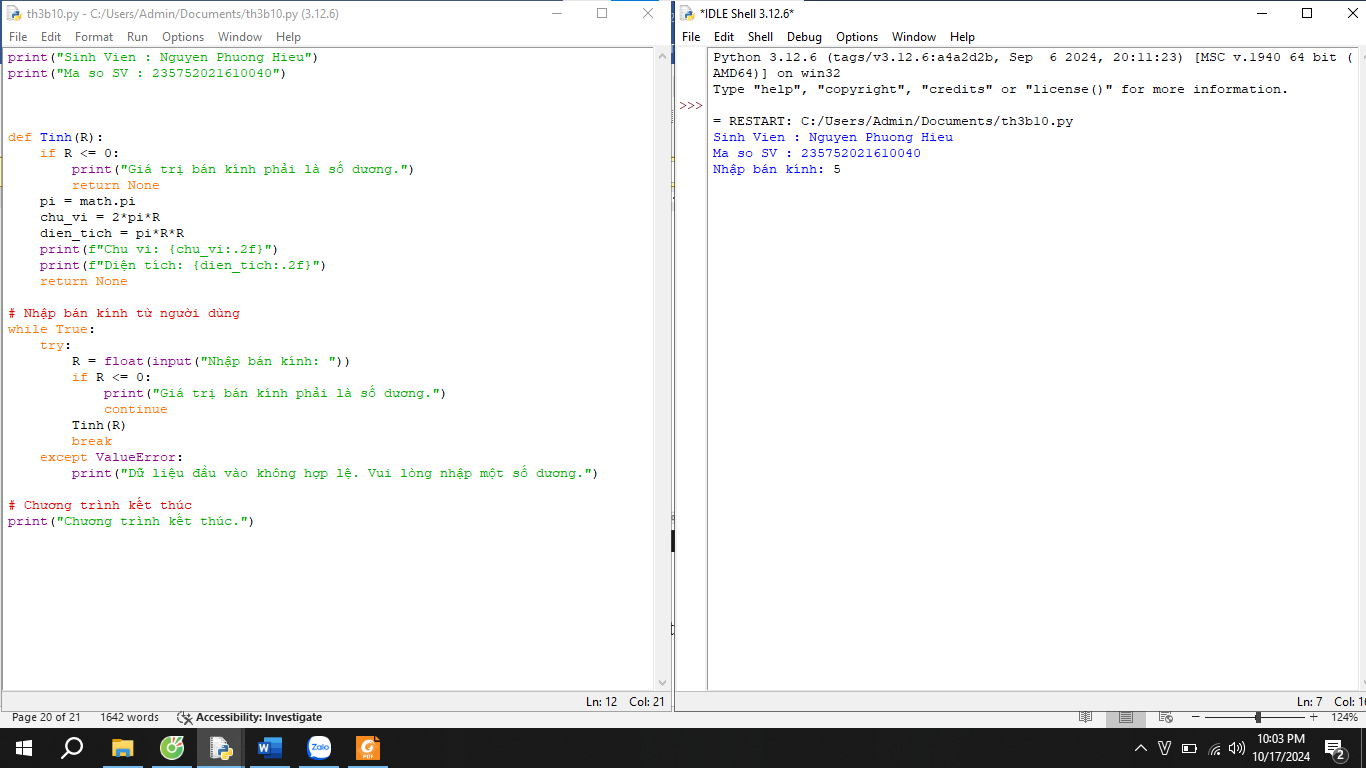 th3b10.py - C:/Users/Admin/Documents/th3b10.py (3.12.6)
File Edit Format Run Options Window Help
print("Sinh Vien : Nguyen Phuong Hieu")
print("Ma so SV : 235752021610040")
def Tinh(R):
    if R <= 0:
        print("Giá trị bán kính phải là số dương.")
        return None
    pi = math.pi
    chu_vi = 2*pi*R
    dien_tich = pi*R*R
    print(f"Chu vi: {chu_vi:.2f}")
    print(f"Diện tích: {dien_tich:.2f}")
    return None
# Nhập bán kính từ người dùng
while True:
    try:
        R = float(input("Nhập bán kính: "))
        if R <= 0:
            print("Giá trị bán kính phải là số dương.")
            continue
        Tinh(R)
        break
    except ValueError:
        print("Dữ liệu đầu vào không hợp lệ. Vui lòng nhập một số dương.")
# Chương trình kết thúc
print("Chương trình kết thúc.")
Ln: 12 Col: 21
*IDLE Shell 3.12.6*
File Edit Shell Debug Options Window Help
Python 3.12.6 (tags/v3.12.6:a4a2d2b, Sep  6 2024, 20:11:23) [MSC v.1940 64 bit (
AMD64)] on win32
Type "help", "copyright", "credits" or "license()" for more information.
>>>
= RESTART: C:/Users/Admin/Documents/th3b10.py
Sinh Vien : Nguyen Phuong Hieu
Ma so SV : 235752021610040
Nhập bán kính: 5
Ln: 7 Col: 16
Page 20 of 21 1642 words Accessibility: Investigate
124%
Zalo
PDF
10:03 PM
10/17/2024
2